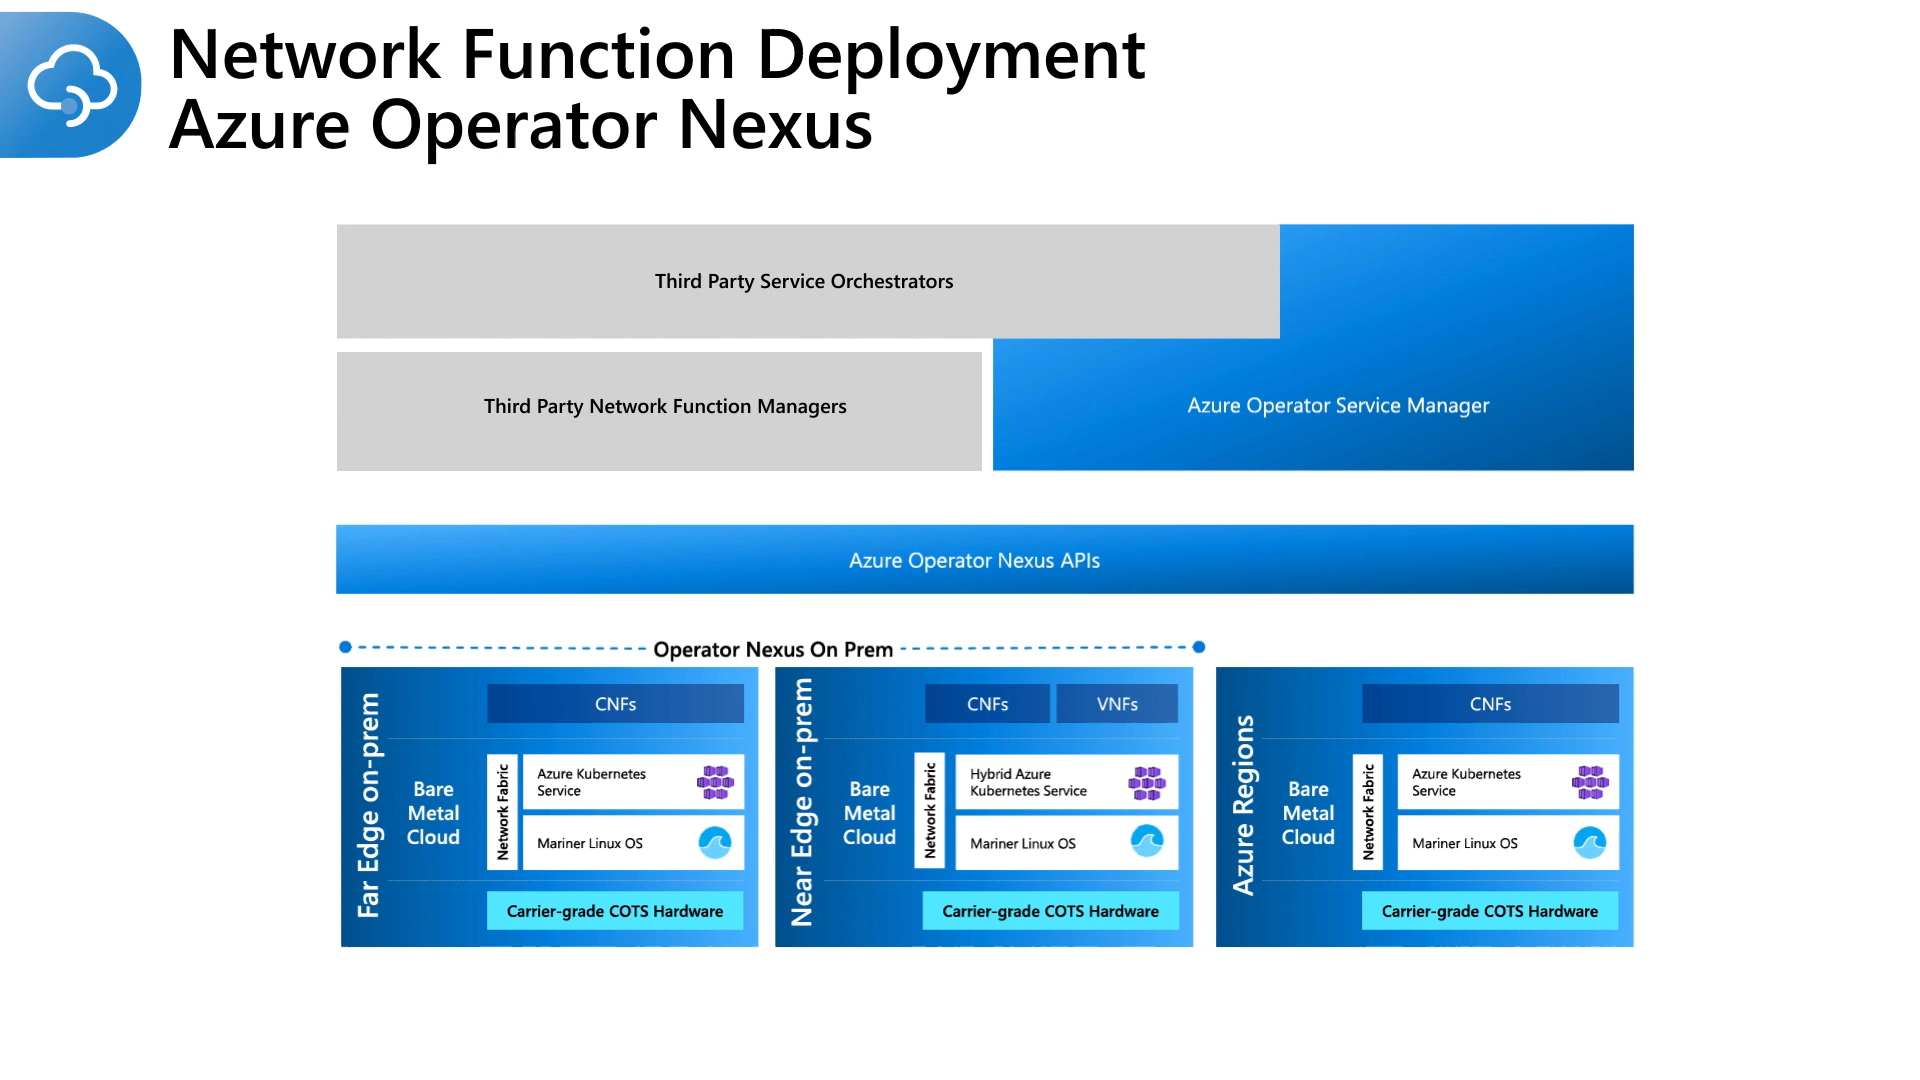 Network Function Deployment
Azure Operator Nexus
Third Party Service Orchestrators
Third Party Network Function Managers
Azure Operator Service Manager
Azure Operator Nexus APIs
Operator Nexus On Prem
Far Edge on-prem
CNFs
Bare
Metal
Cloud
Network Fabric
Azure Kubernetes
Service
Mariner Linux OS
Carrier-grade COTS Hardware
Near Edge on-prem
CNFs
VNFs
Bare
Metal
Cloud
Network Fabric
Hybrid Azure
Kubernetes Service
Mariner Linux OS
Carrier-grade COTS Hardware
Azure Regions
CNFs
Bare
Metal
Cloud
Network Fabric
Azure Kubernetes
Service
Mariner Linux OS
Carrier-grade COTS Hardware